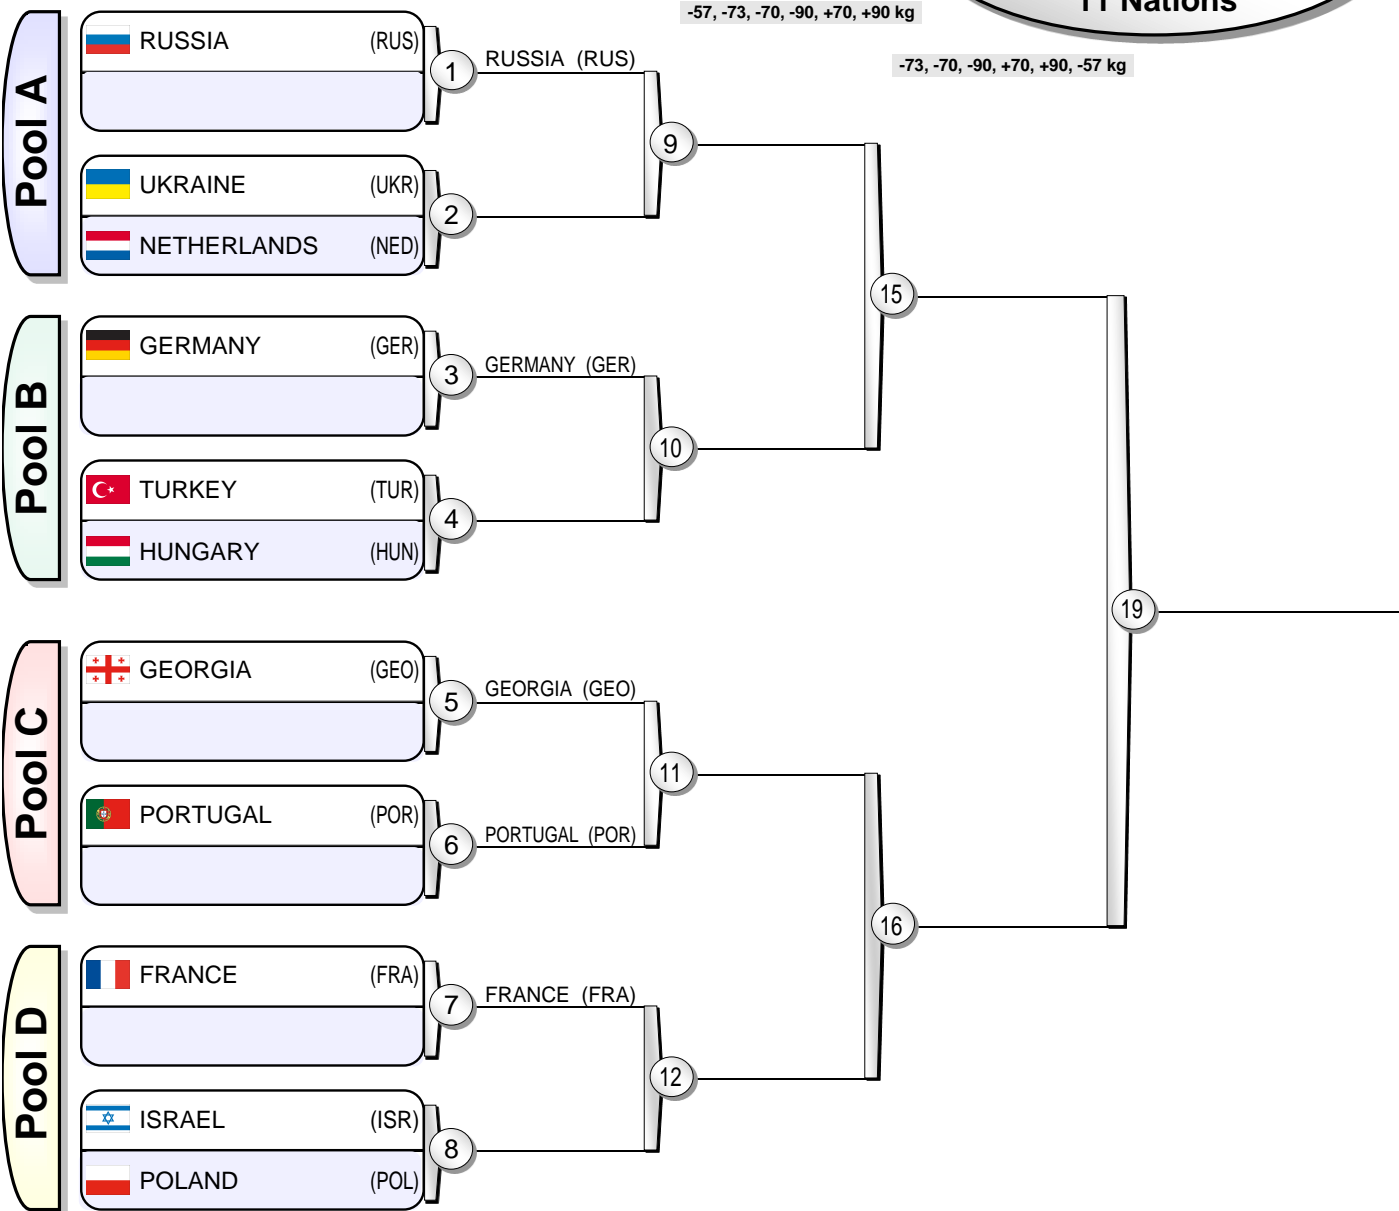 11 Nations
-57, -73, -70, -90, +70, +90 kg
-73, -70, -90, +70, +90, -57 kg
Pool A
RUSSIA (RUS)
1
RUSSIA (RUS)
9
UKRAINE (UKR)
2
NETHERLANDS (NED)
15
Pool B
GERMANY (GER)
3
GERMANY (GER)
10
TURKEY (TUR)
4
HUNGARY (HUN)
19
Pool C
GEORGIA (GEO)
5
GEORGIA (GEO)
11
PORTUGAL (POR)
6
PORTUGAL (POR)
16
Pool D
FRANCE (FRA)
7
FRANCE (FRA)
12
ISRAEL (ISR)
8
POLAND (POL)